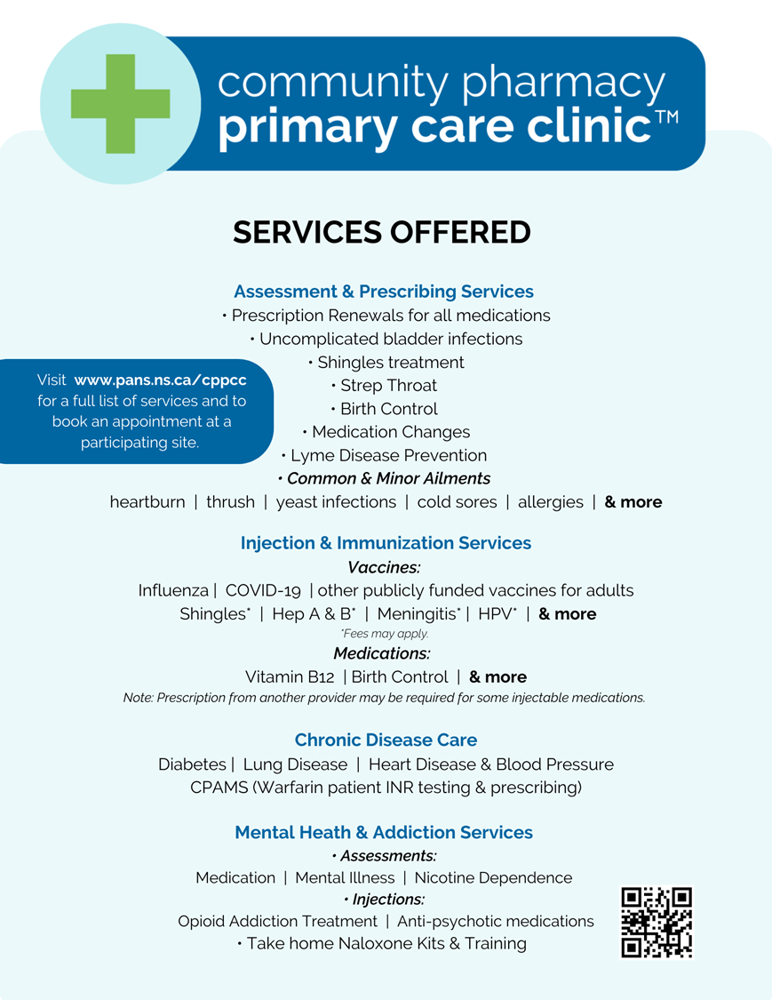 community pharmacy
primary care clinic™
SERVICES OFFERED
Assessment & Prescribing Services
• Prescription Renewals for all medications
• Uncomplicated bladder infections
• Shingles treatment
• Strep Throat
• Birth Control
• Medication Changes
• Lyme Disease Prevention
• Common & Minor Ailments
heartburn | thrush | yeast infections | cold sores | allergies | & more
Visit www.pans.ns.ca/cppcc
for a full list of services and to
book an appointment at a
participating site.
Injection & Immunization Services
Vaccines:
Influenza | COVID-19 | other publicly funded vaccines for adults
Shingles* | Hep A & B* | Meningitis* | HPV* | & more
*Fees may apply.
Medications:
Vitamin B12 | Birth Control | & more
Note: Prescription from another provider may be required for some injectable medications.
Chronic Disease Care
Diabetes | Lung Disease | Heart Disease & Blood Pressure
CPAMS (Warfarin patient INR testing & prescribing)
Mental Heath & Addiction Services
• Assessments:
Medication | Mental Illness | Nicotine Dependence
• Injections:
Opioid Addiction Treatment | Anti-psychotic medications
• Take home Naloxone Kits & Training